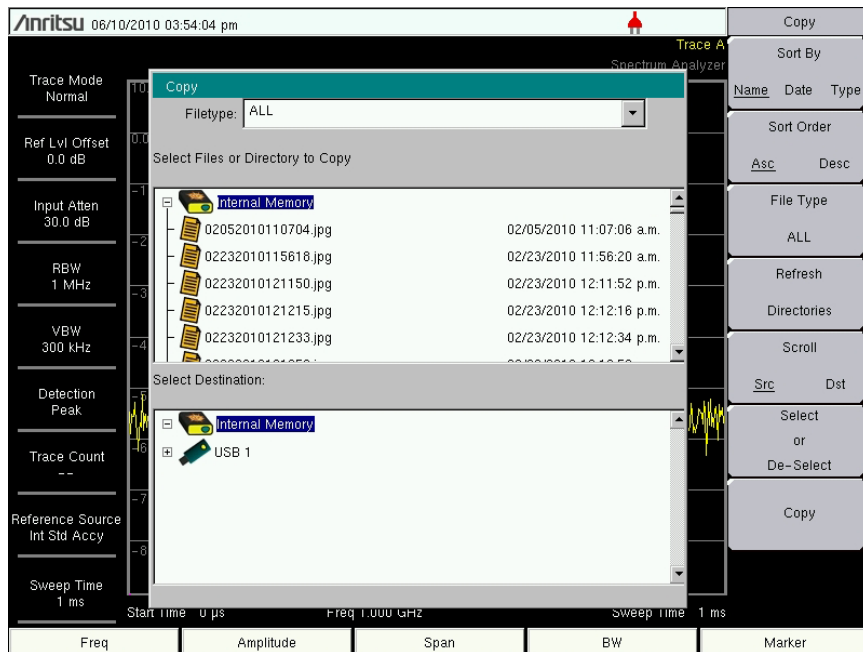 Anritsu 06/10/2010 03:54:04 pm
Trace A
Spectrum Analyzer
Trace Mode
Normal
Ref Lvl Offset
0.0 dB
Input Atten
30.0 dB
RBW
1 MHz
VBW
300 kHz
Detection
Peak
Trace Count
--
Reference Source
Int Std Accy
Sweep Time
1 ms
Copy
Filetype: ALL
Select Files or Directory to Copy
Internal Memory
02052010110704.jpg 02/05/2010 11:07:06 a.m.
02232010115618.jpg 02/23/2010 11:56:20 a.m.
02232010121150.jpg 02/23/2010 12:11:52 p.m.
02232010121215.jpg 02/23/2010 12:12:16 p.m.
02232010121233.jpg 02/23/2010 12:12:34 p.m.
Select Destination:
Internal Memory
USB 1
Start Time 0 µs Freq 1.000 GHz Sweep Time 1 ms
Copy
Sort By
Name Date Type
Sort Order
Asc Desc
File Type
ALL
Refresh
Directories
Scroll
Src Dst
Select
or
De-Select
Copy
Freq Amplitude Span BW Marker